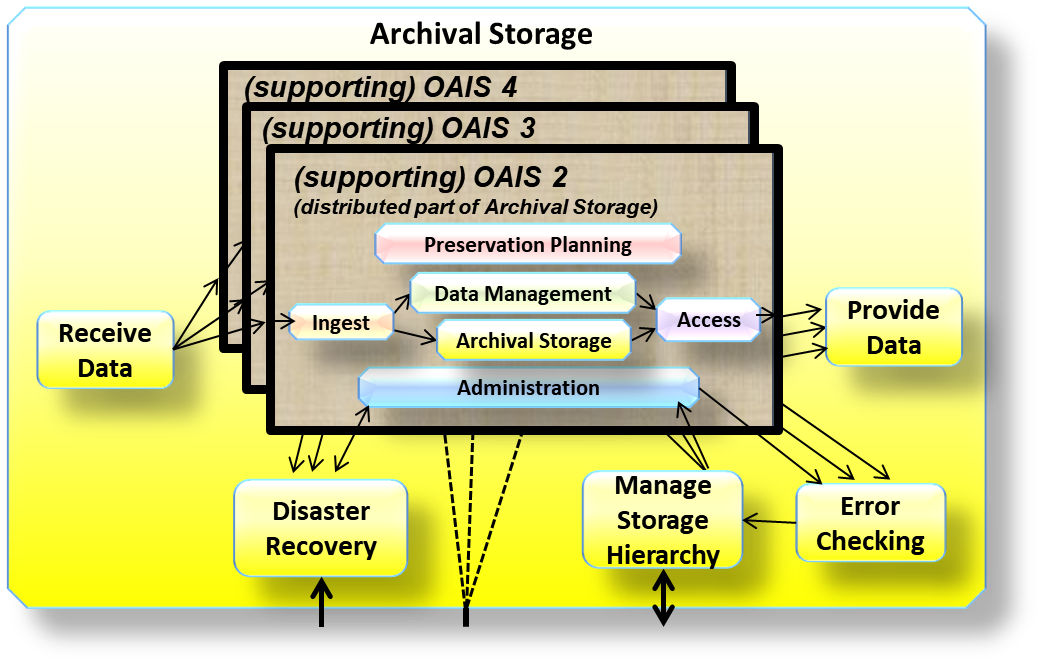 Archival Storage
(supporting) OAIS 4
(supporting) OAIS 3
(supporting) OAIS 2
(distributed part of Archival Storage)
Preservation Planning
Data Management
Ingest
Access
Archival Storage
Administration
Receive
Data
Provide
Data
Disaster
Recovery
Manage
Storage
Hierarchy
Error
Checking